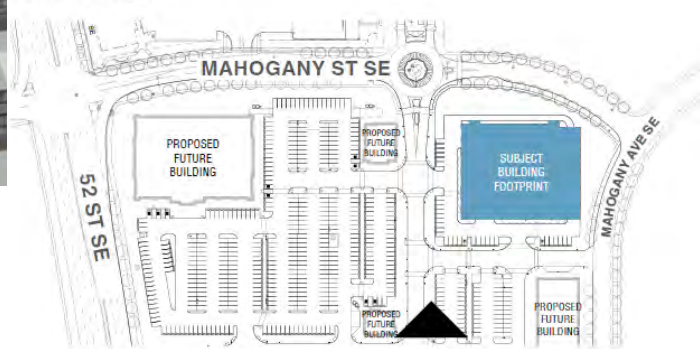 MAHOGANY ST SE
PROPOSED
FUTURE
BUILDING
PROPOSED
FUTURE
BUILDING
SUBJECT
BUILDING
FOOTPRINT
MAHOGANY AVE SE
52 ST SE
PROPOSED
FUTURE
BUILDING
PROPOSED
FUTURE
BUILDING